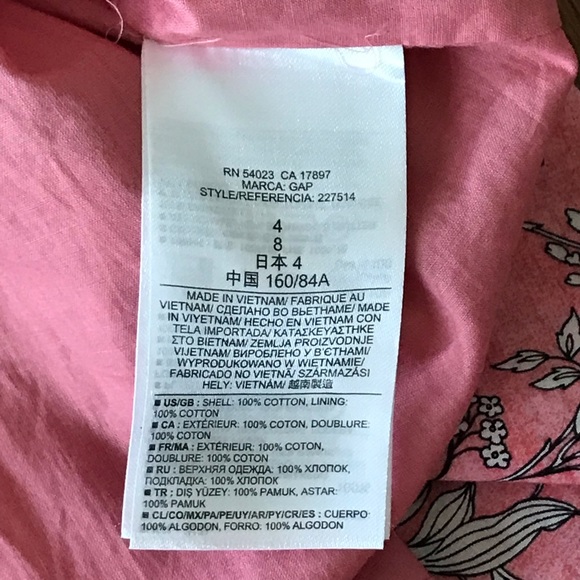 RN 54023 CA 17897
MARCA: GAP
STYLE/REFERENCIA: 227514
4
8
日本 4
中国 160/84A
MADE IN VIETNAM/ FABRIQUE AU
VIETNAM/ СДЕЛАНО ВО ВЬЕТНАМЕ/ MADE
IN VIYETNAM/ HECHO EN VIETNAM CON
TELA IMPORTADA/ ΚΑΤΑΣΚΕΥΑΣΤΗΚΕ
ΣΤΟ ΒΙΕΤΝΑΜ/ ZEMLJA PROIZVODNJE
VIJETNAM/ ВИРОБЛЕНО У В'ЄТНАМІ/
WYPRODUKOWANO W WIETNAMIE/
FABRICADO NO VIETNÃ/ SZÁRMAZÁSI
HELY: VIETNÁM/ 越南製造
■ US/GB : SHELL: 100% COTTON, LINING:
100% COTTON
■ CA : EXTÉRIEUR: 100% COTON, DOUBLURE:
100% COTON
■ FR/MA : EXTÉRIEUR: 100% COTON,
DOUBLURE: 100% COTON
■ RU : ВЕРХНЯЯ ОДЕЖДА: 100% ХЛОПОК,
ПОДКЛАДКА: 100% ХЛОПОК
■ TR : DIŞ YÜZEY: 100% PAMUK, ASTAR:
100% PAMUK
■ CL/CO/MX/PA/PE/UY/AR/PY/CR/ES : CUERPO:
100% ALGODON, FORRO: 100% ALGODON